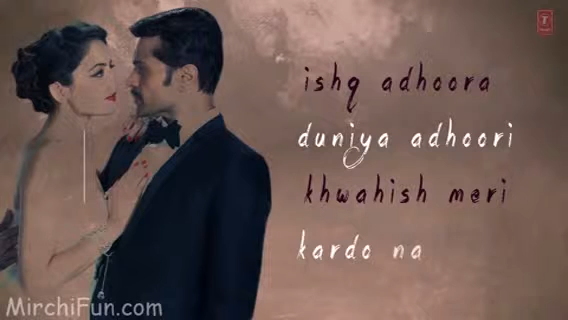 T
ishq adhoora
duniya adhoori
khwahish meri
kardo na
MirchiFun.com